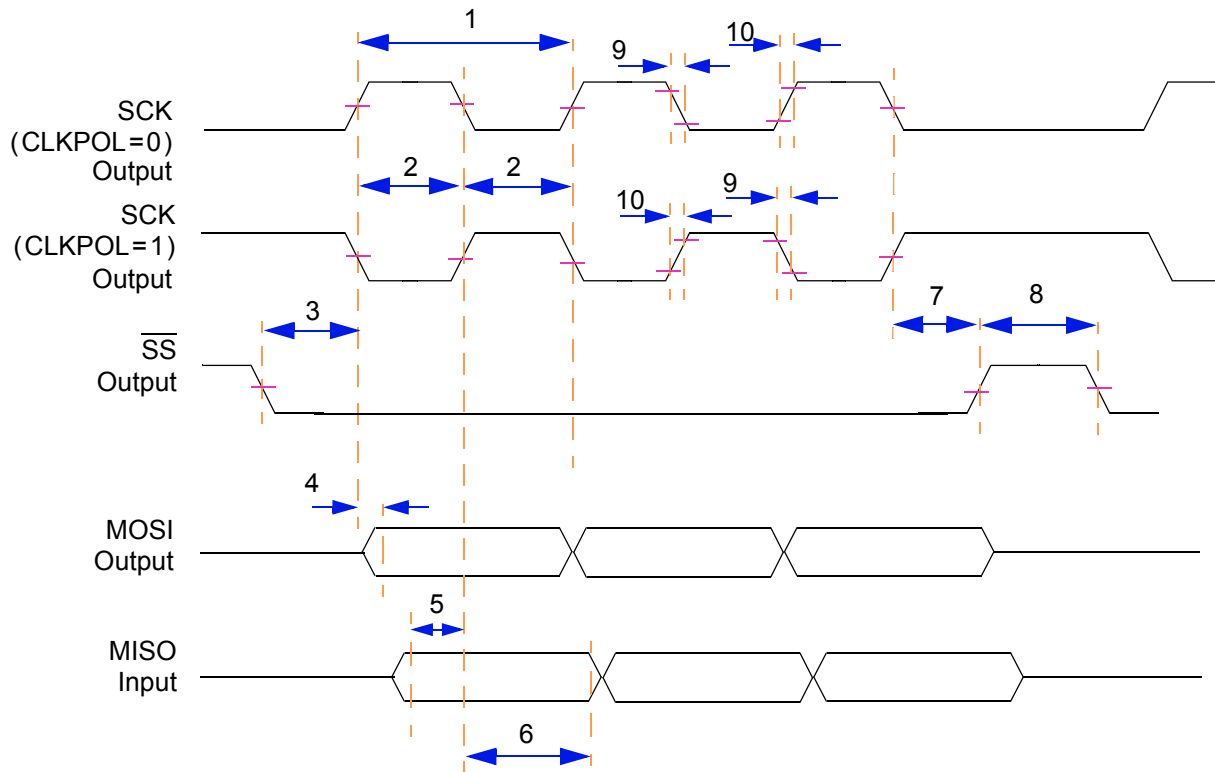 1
9
10
SCK
(CLKPOL=0)
Output
2
2
SCK
(CLKPOL=1)
Output
10
9
3
7
8
SS
Output
4
MOSI
Output
5
MISO
Input
6